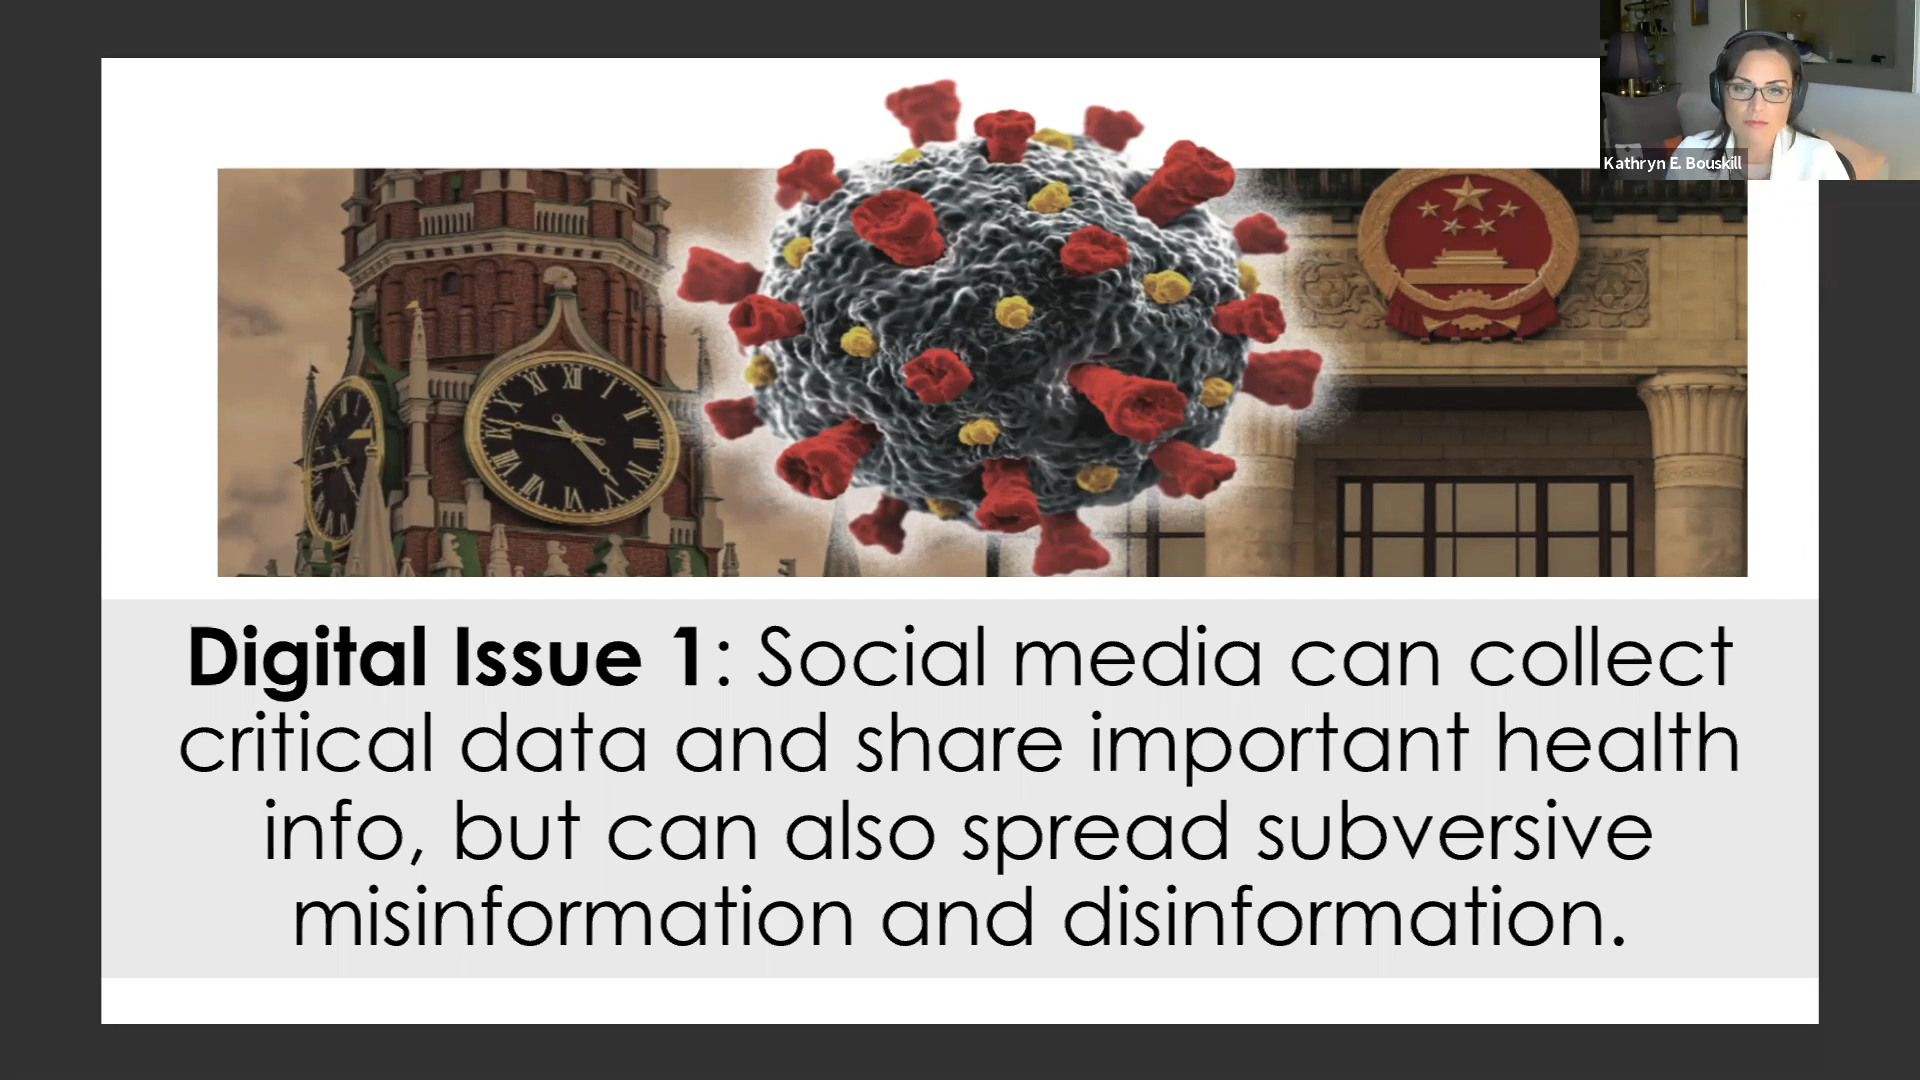 Kathryn E. Bouskill
Digital Issue 1: Social media can collect
critical data and share important health
info, but can also spread subversive
misinformation and disinformation.